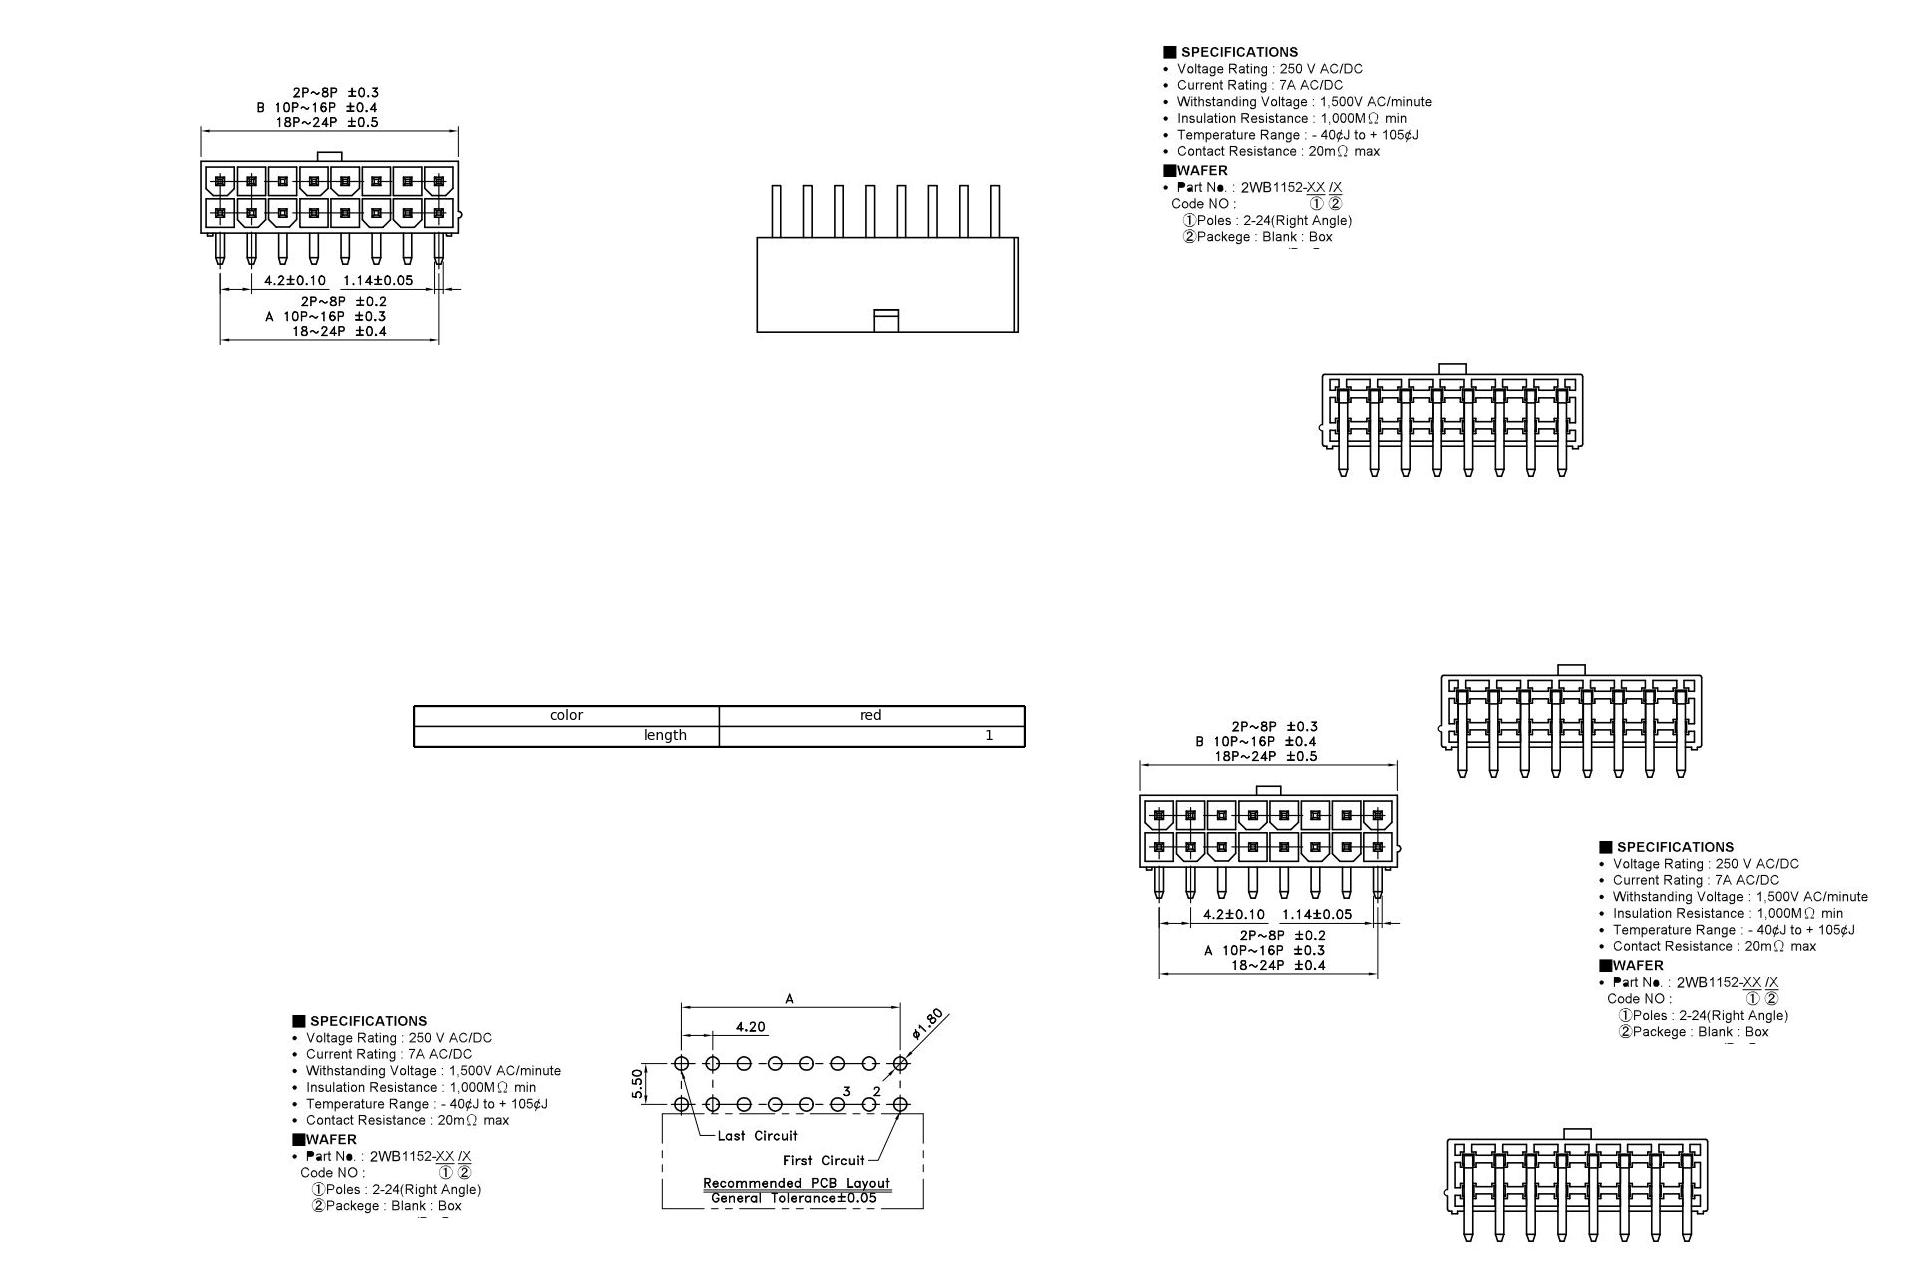 2P~8P ±0.3
B 10P~16P ±0.4
18P~24P ±0.5
4.2±0.10 1.14±0.05
2P~8P ±0.2
A 10P~16P ±0.3
18~24P ±0.4
■ SPECIFICATIONS
• Voltage Rating : 250 V AC/DC
• Current Rating : 7A AC/DC
• Withstanding Voltage : 1,500V AC/minute
• Insulation Resistance : 1,000MΩ min
• Temperature Range : - 40¢J to + 105¢J
• Contact Resistance : 20mΩ max
■WAFER
• Part No. : 2WB1152-XX /X
Code NO : ① ②
①Poles : 2-24(Right Angle)
②Packege : Blank : Box
color red
length 1
2P~8P ±0.3
B 10P~16P ±0.4
18P~24P ±0.5
4.2±0.10 1.14±0.05
2P~8P ±0.2
A 10P~16P ±0.3
18~24P ±0.4
■ SPECIFICATIONS
• Voltage Rating : 250 V AC/DC
• Current Rating : 7A AC/DC
• Withstanding Voltage : 1,500V AC/minute
• Insulation Resistance : 1,000MΩ min
• Temperature Range : - 40¢J to + 105¢J
• Contact Resistance : 20mΩ max
■WAFER
• Part No. : 2WB1152-XX /X
Code NO : ① ②
①Poles : 2-24(Right Angle)
②Packege : Blank : Box
■ SPECIFICATIONS
• Voltage Rating : 250 V AC/DC
• Current Rating : 7A AC/DC
• Withstanding Voltage : 1,500V AC/minute
• Insulation Resistance : 1,000MΩ min
• Temperature Range : - 40¢J to + 105¢J
• Contact Resistance : 20mΩ max
■WAFER
• Part No. : 2WB1152-XX /X
Code NO : ① ②
①Poles : 2-24(Right Angle)
②Packege : Blank : Box
A
4.20
ø1.80
5.50
3 2
Last Circuit
First Circuit
Recommended PCB Layout
General Tolerance±0.05